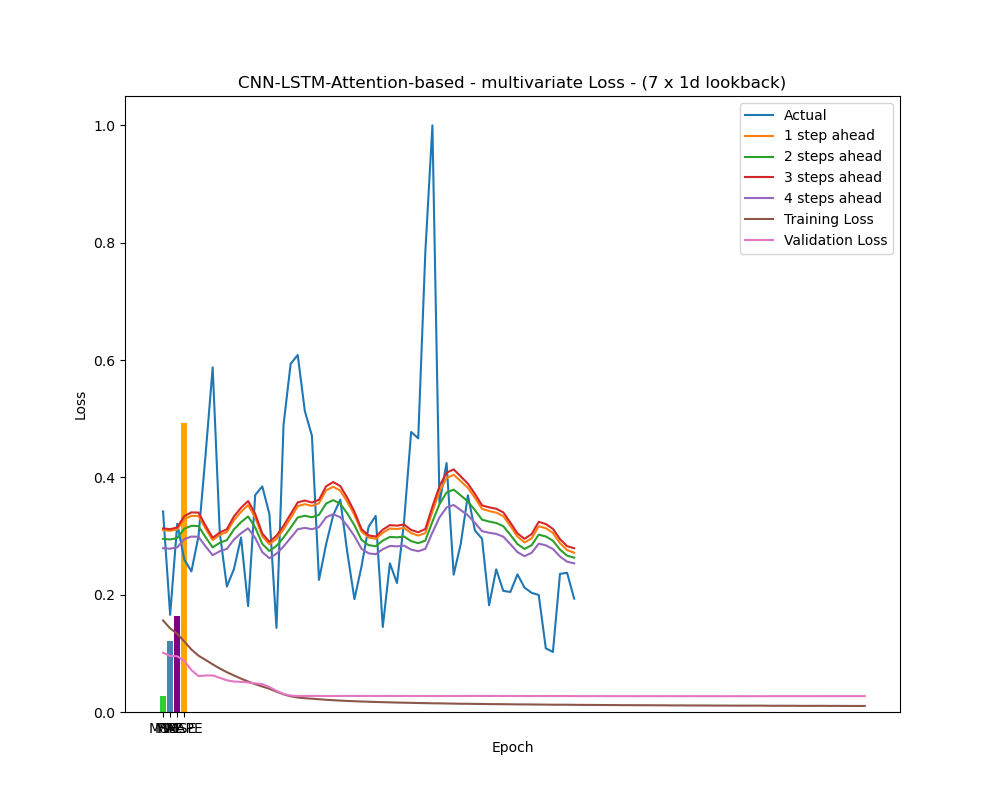 CNN-LSTM-Attention-based - multivariate Loss - (7 x 1d lookback)
1.0
0.8
0.6
0.4
0.2
0.0
Loss
Actual
1 step ahead
2 steps ahead
3 steps ahead
4 steps ahead
Training Loss
Validation Loss
Epoch